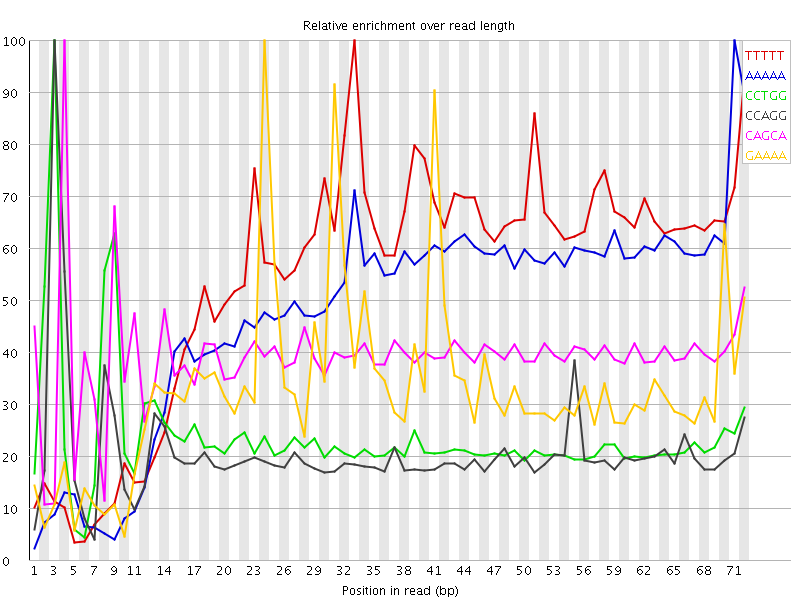 Relative enrichment over read length
100
90
80
70
60
50
40
30
20
10
0
TTTTT
AAAAA
CCTGG
CCAGG
CAGCA
GAAAA
1 3 5 7 9 11 14 17 20 23 26 29 32 35 38 41 44 47 50 53 56 59 62 65 68 71
Position in read (bp)